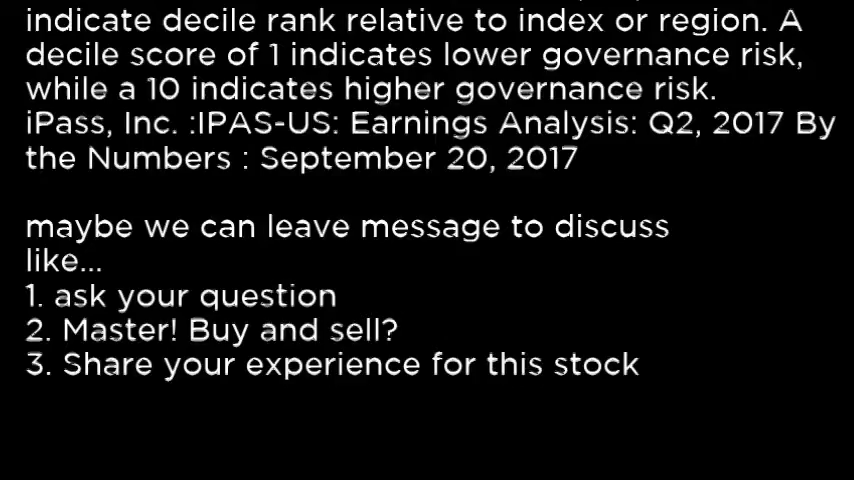 indicate decile rank relative to index or region. A
decile score of 1 indicates lower governance risk,
while a 10 indicates higher governance risk.
iPass, Inc. :IPAS-US: Earnings Analysis: Q2, 2017 By
the Numbers : September 20, 2017
maybe we can leave message to discuss
like...
1. ask your question
2. Master! Buy and sell?
3. Share your experience for this stock